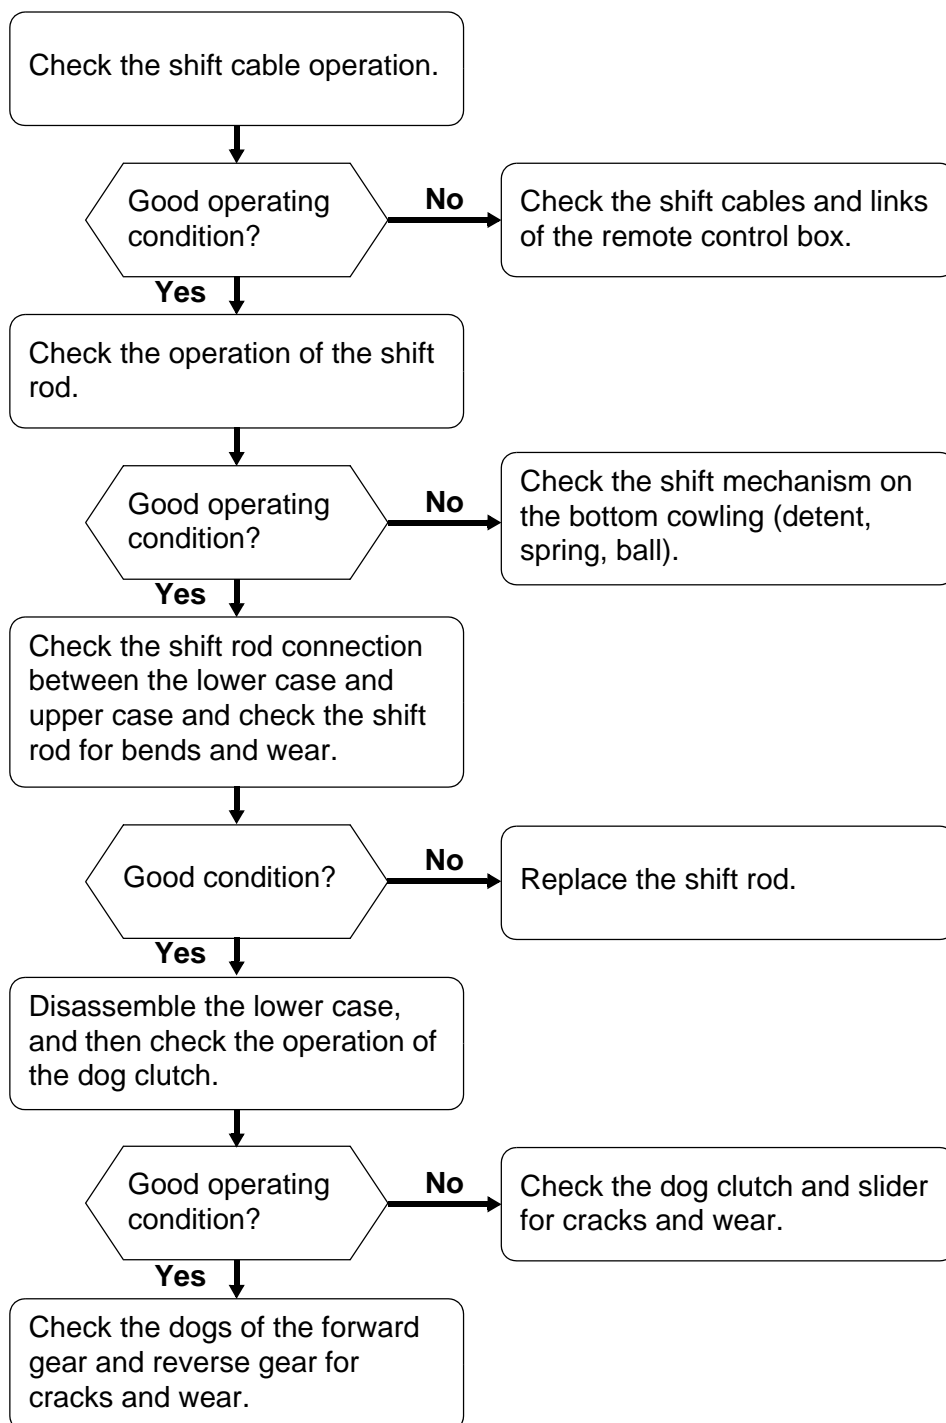 Check the shift cable operation.
Good operating
condition?
No
Check the shift cables and links
of the remote control box.
Yes
Check the operation of the shift
rod.
Good operating
condition?
No
Check the shift mechanism on
the bottom cowling (detent,
spring, ball).
Yes
Check the shift rod connection
between the lower case and
upper case and check the shift
rod for bends and wear.
Good condition?
No
Replace the shift rod.
Yes
Disassemble the lower case,
and then check the operation of
the dog clutch.
Good operating
condition?
No
Check the dog clutch and slider
for cracks and wear.
Yes
Check the dogs of the forward
gear and reverse gear for
cracks and wear.